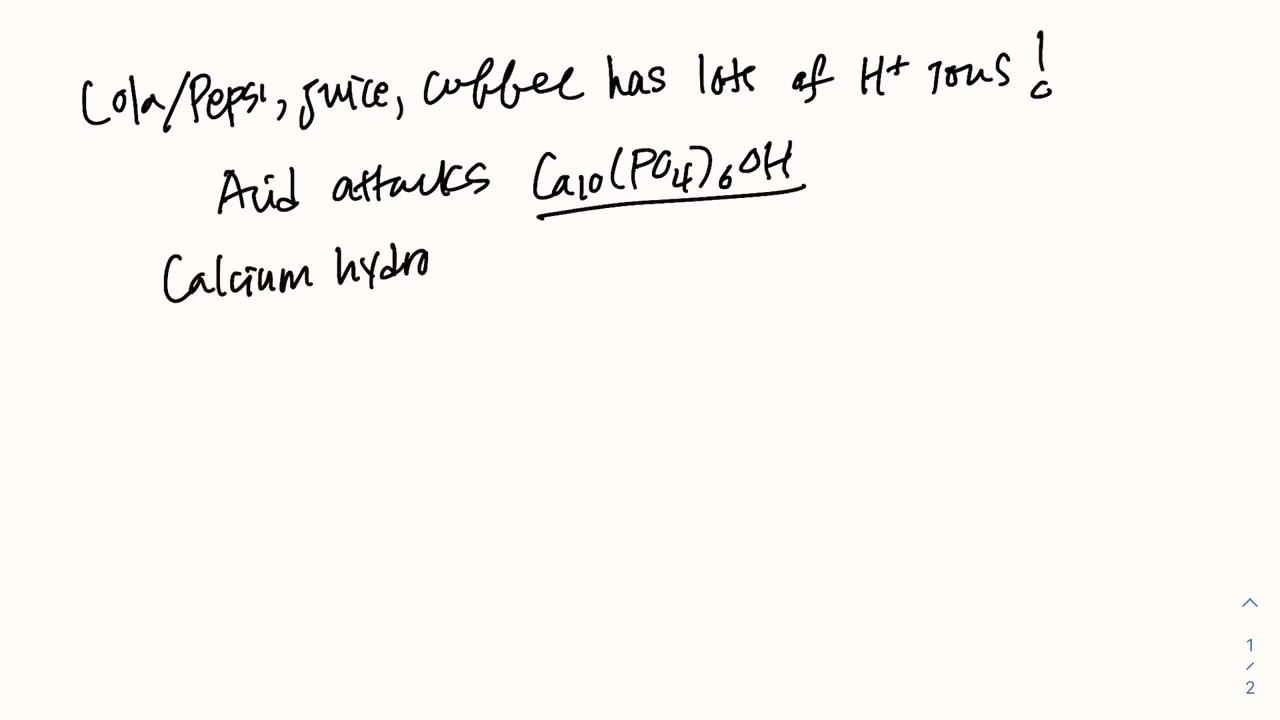 Cola/Pepsi, juice, coffee has lots of H⁺ ions!
Acid attacks Ca₁₀(PO₄)₆OH
Calcium hydro
1
/
2